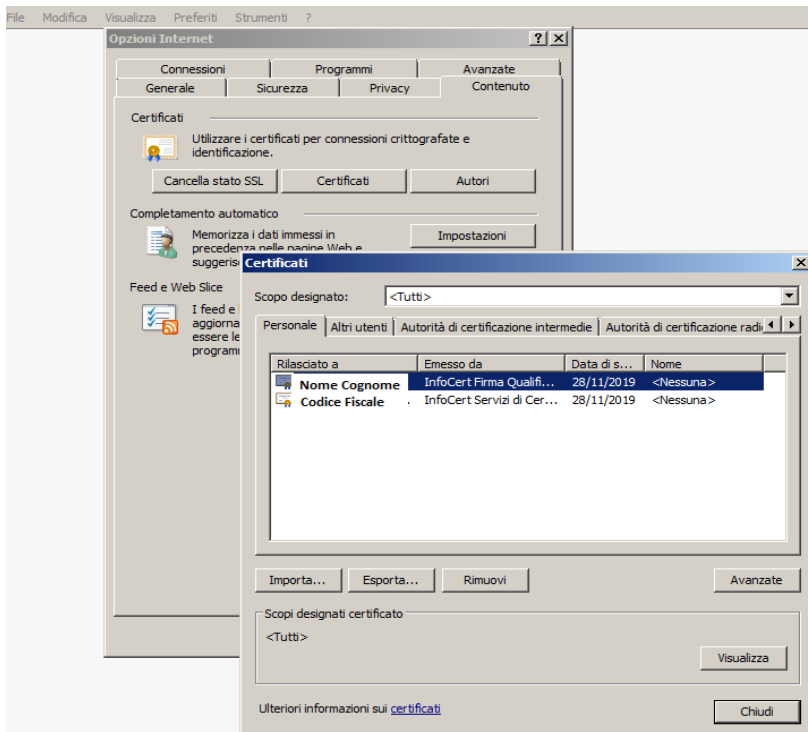 File Modifica Visualizza Preferiti Strumenti ?
Opzioni Internet
Connessioni Programmi Avanzate
Generale Sicurezza Privacy Contenuto
Certificati
Utilizzare i certificati per connessioni crittografate e
identificazione.
Cancella stato SSL Certificati Autori
Completamento automatico
Memorizza i dati immessi in
precedenza nelle pagine Web e
Impostazioni
Feed e Web Slice
I feed e
essere le
Certificati
Scopo designato: <Tutti>
Personale Altri utenti Autorità di certificazione intermedie Autorità di certificazione radi
Rilasciato a Emesso da Data di s... Nome
Nome Cognome InfoCert Firma Qualifi... 28/11/2019 <Nessuna>
Codice Fiscale . InfoCert Servizi di Cer... 28/11/2019 <Nessuna>
Importa... Esporta... Rimuovi Avanzate
Scopi designati certificato
<Tutti>
Visualizza
Ulteriori informazioni sui certificati
Chiudi